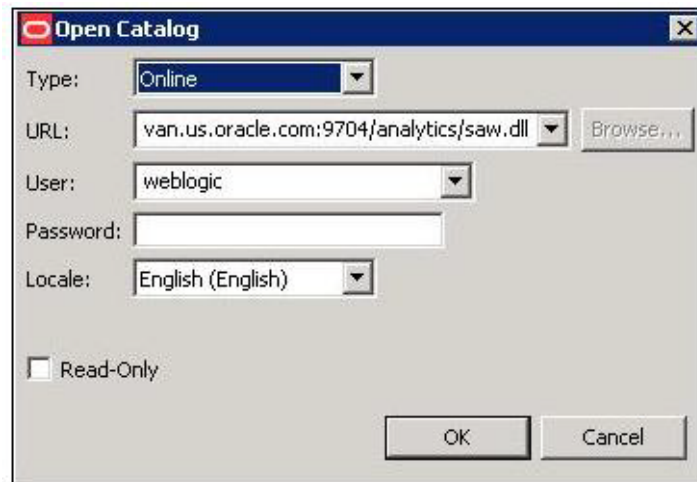 Open Catalog
Type: Online
URL: van.us.oracle.com:9704/analytics/saw.dll Browse...
User: weblogic
Password:
Locale: English (English)
Read-Only
OK Cancel